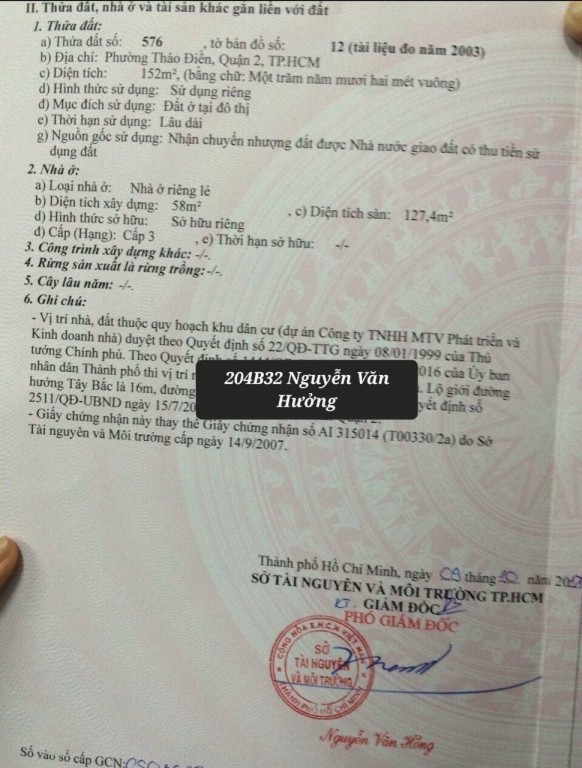 II. Thửa đất, nhà ở và tài sản khác gắn liền với đất
1. Thửa đất:
a) Thửa đất số: 576 , tờ bản đồ số: 12 (tài liệu đo năm 2003)
b) Địa chỉ: Phường Thảo Điền, Quận 2, TP.HCM
c) Diện tích: 152m², (bằng chữ: Một trăm năm mươi hai mét vuông)
d) Hình thức sử dụng: Sử dụng riêng
đ) Mục đích sử dụng: Đất ở tại đô thị
e) Thời hạn sử dụng: Lâu dài
g) Nguồn gốc sử dụng: Nhận chuyển nhượng đất được Nhà nước giao đất có thu tiền sử
dụng đất
2. Nhà ở:
a) Loại nhà ở: Nhà ở riêng lẻ
b) Diện tích xây dựng: 58m² , c) Diện tích sàn: 127,4m²
d) Hình thức sở hữu: Sở hữu riêng
đ) Cấp (Hạng): Cấp 3 , e) Thời hạn sở hữu: -/-
3. Công trình xây dựng khác: -/-.
4. Rừng sản xuất là rừng trồng: -/-.
5. Cây lâu năm: -/-.
6. Ghi chú:
- Vị trí nhà, đất thuộc quy hoạch khu dân cư (dự án Công ty TNHH MTV Phát triển và
Kinh doanh nhà) duyệt theo Quyết định số 22/QĐ-TTG ngày 08/01/1999 của Thủ
tướng Chính phủ. Theo Quyết định 016 của Ủy ban
nhân dân Thành phố thì vị trí Lộ giới đường
hướng Tây Bắc là 16m, đường yết định số
2511/QĐ-UBND ngày 15/7/20
204B32 Nguyễn Văn
Hưởng
- Giấy chứng nhận này thay thế Giấy chứng nhận số AI 315014 (T00330/2a) do Sở
Tài nguyên và Môi trường cấp ngày 14/9/2007.
Thành phố Hồ Chí Minh, ngày 09 tháng 10 năm 20
SỞ TÀI NGUYÊN VÀ MÔI TRƯỜNG TP.HCM
KT. GIÁM ĐỐC
PHÓ GIÁM ĐỐC
CỘNG HÒA X.H.C.N VIỆT NAM
SỞ
TÀI NGUYÊN
VÀ MÔI TRƯỜNG
THÀNH PHỐ HỒ CHÍ MINH
Nguyễn Văn Hồng
Số vào sổ cấp GCN: